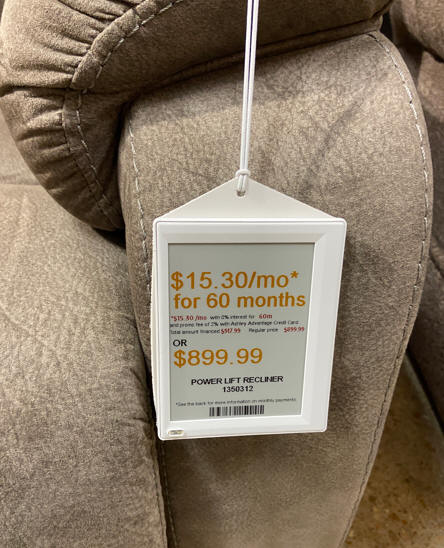 $15.30/mo*
for 60 months
*$15.30 /mo with 0% interest for 60m
and promo fee of 2% with Ashley Advantage Credit Card.
Total amount financed $917.99 Regular price $899.99
OR
$899.99
POWER LIFT RECLINER
1350312
*See the back for more information on monthly payments.